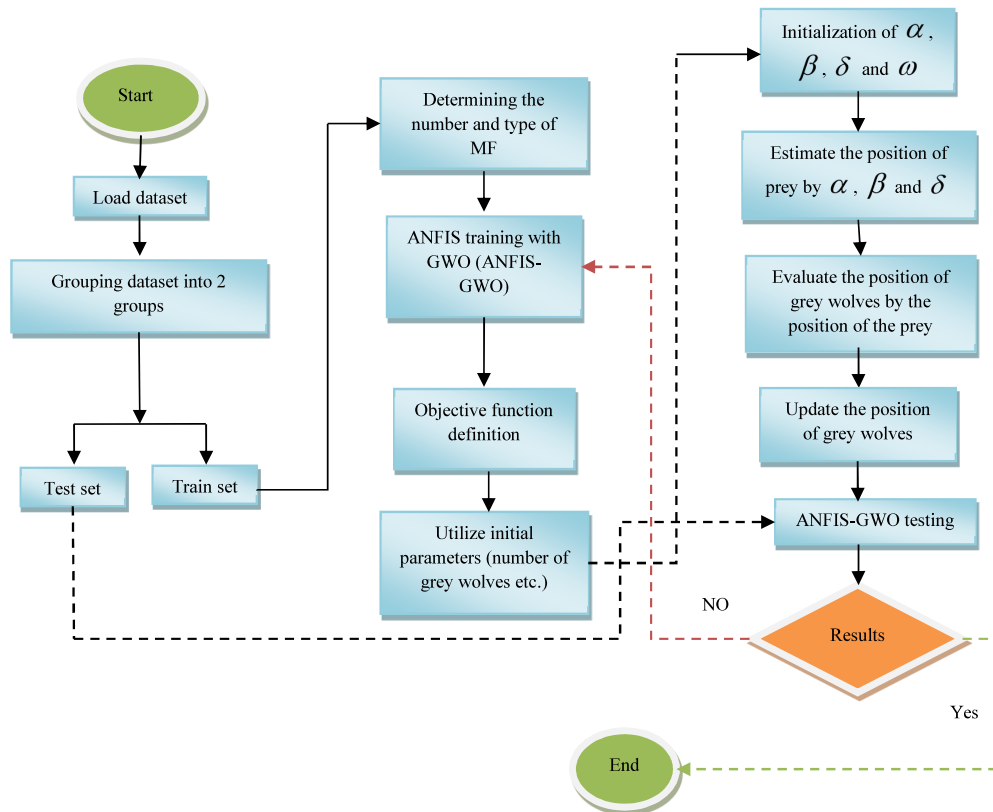 Start
Load dataset
Grouping dataset into 2
groups
Test set
Train set
Determining the
number and type of
MF
ANFIS training with
GWO (ANFIS-
GWO)
Objective function
definition
Utilize initial
parameters (number of
grey wolves etc.)
Initialization of α ,
β , δ and ω
Estimate the position of
prey by α , β and δ
Evaluate the position of
grey wolves by the
position of the prey
Update the position
of grey wolves
ANFIS-GWO testing
NO
Results
Yes
End